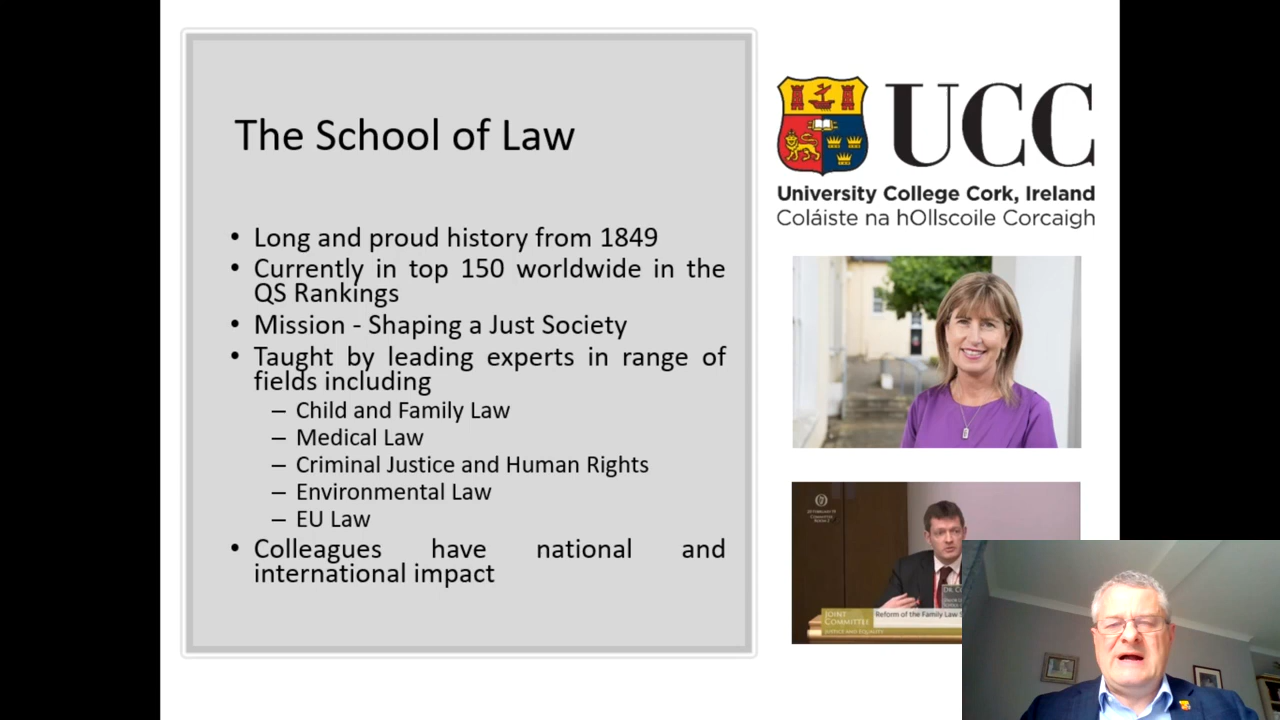 The School of Law
• Long and proud history from 1849
• Currently in top 150 worldwide in the
QS Rankings
• Mission - Shaping a Just Society
• Taught by leading experts in range of
fields including
– Child and Family Law
– Medical Law
– Criminal Justice and Human Rights
– Environmental Law
– EU Law
• Colleagues have national and
international impact
UCC
University College Cork, Ireland
Coláiste na hOllscoile Corcaigh
COMMITTEE
DR.
JOINT
COMMITTEE
Reform of the Family Law
JUSTICE AND EQUALITY